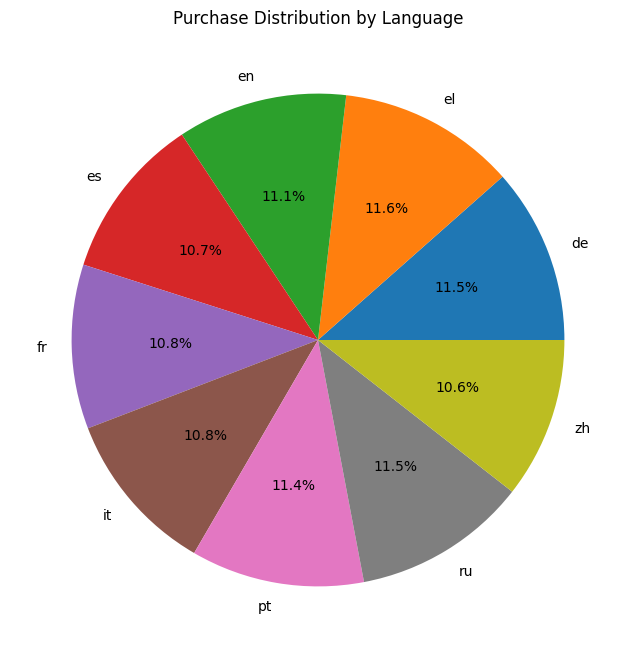 Purchase Distribution by Language
en
el
es
11.1%
11.6%
de
10.7%
11.5%
fr
10.8%
10.6%
zh
10.8%
11.5%
11.4%
it
ru
pt